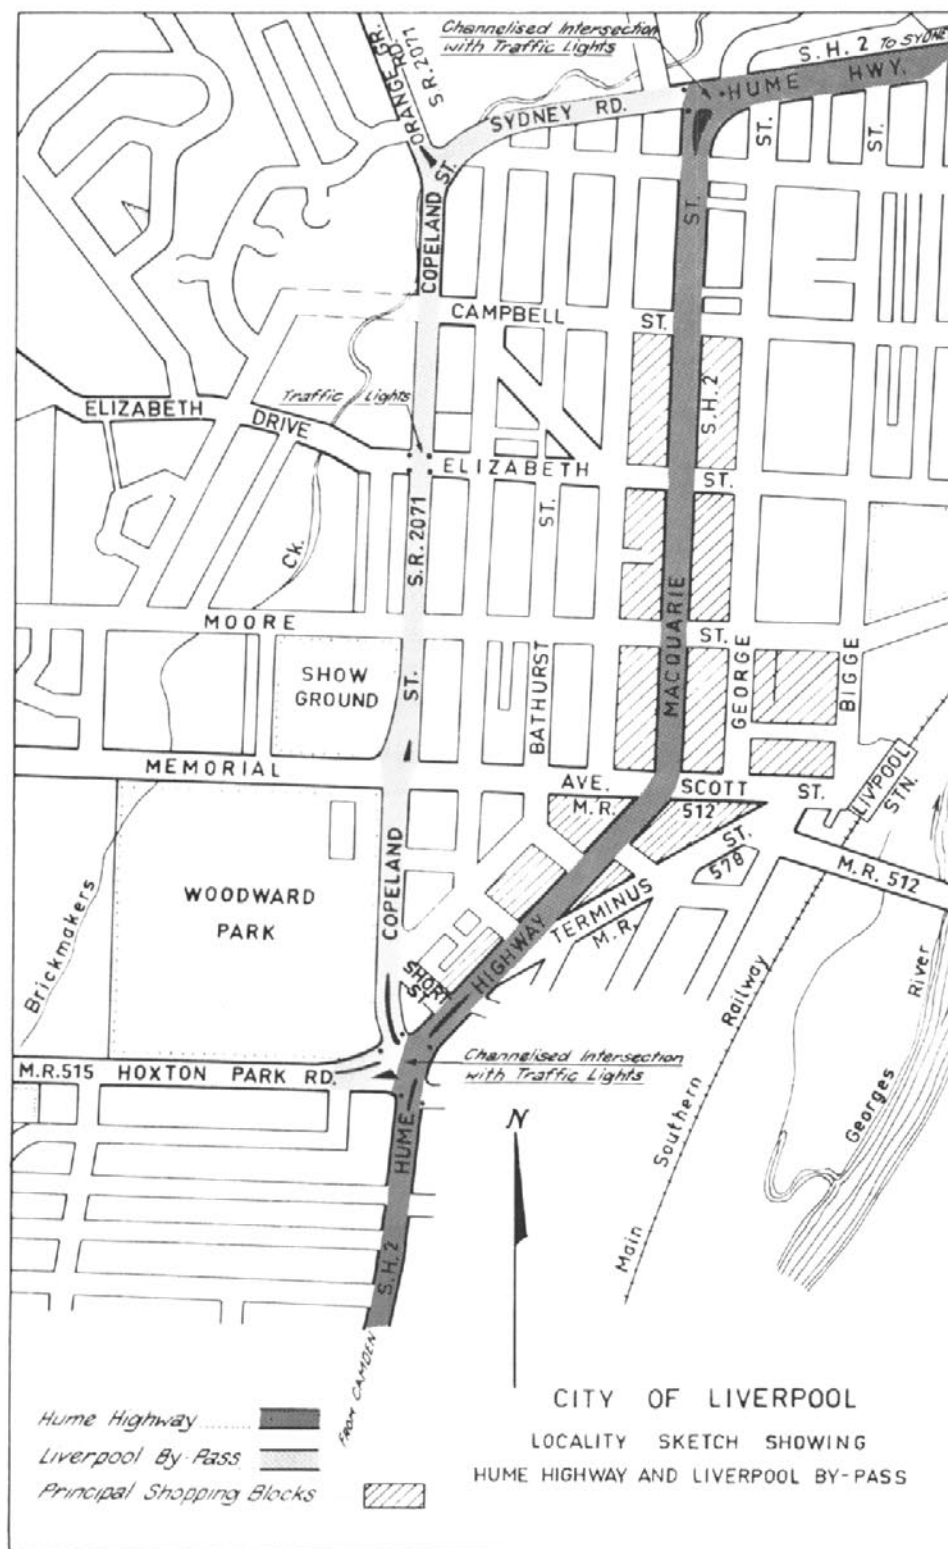 Channelised Intersection
with Traffic Lights
S.H. 2 TO SYDNEY
HUME HWY.
ORANGE GR. RD.
S.R. 2071
SYDNEY RD.
ST.
ST.
ST.
COPELAND ST.
CAMPBELL ST.
S.H. 2
Traffic Lights
ELIZABETH DRIVE
ELIZABETH ST.
ST.
S.R. 2071
Ck.
MOORE ST.
MACQUARIE
GEORGE
BIGGE
BATHURST
SHOW
GROUND
ST.
MEMORIAL AVE.
SCOTT ST.
M.R. 512
LIV'POOL
STN.
ST.
578
M.R. 512
COPELAND
WOODWARD
PARK
Brickmakers
TERMINUS
M.R.
HIGHWAY
SHORT
ST.
River
Railway
Channelised Intersection
with Traffic Lights
M.R. 515 HOXTON PARK RD.
HUME
S.H. 2
N
Southern
Main
Georges
FROM CAMDEN
Hume Highway
Liverpool By-Pass
Principal Shopping Blocks
CITY OF LIVERPOOL
LOCALITY SKETCH SHOWING
HUME HIGHWAY AND LIVERPOOL BY-PASS